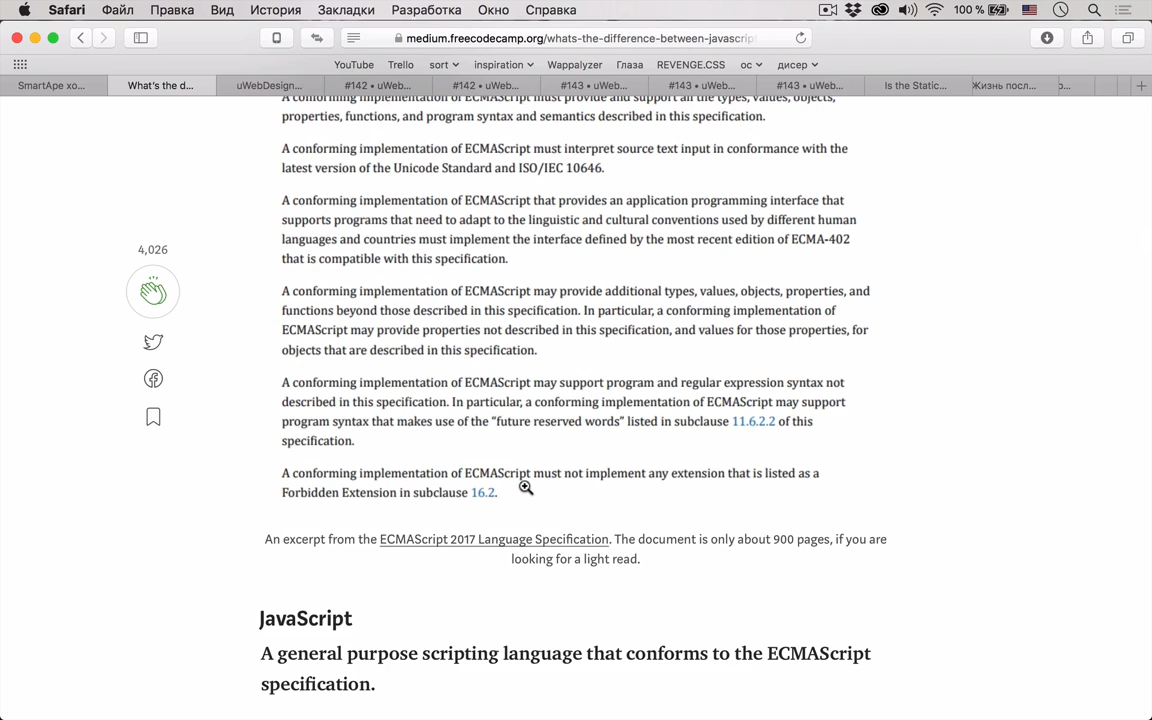 Safari Файл Правка Вид История Закладки Разработка Окно Справка 100 %
medium.freecodecamp.org/whats-the-difference-between-javascript
YouTube Trello sort inspiration Wappalyzer Глаза REVENGE.CSS ос дисер
SmartApe хо... What's the d... uWebDesign... #142 • uWeb... #142 • uWeb... #143 • uWeb... #143 • uWeb... #143 • uWeb... Is the Static... Жизнь посл...
A conforming implementation of ECMAScript must provide and support all the types, values, objects,
properties, functions, and program syntax and semantics described in this specification.
A conforming implementation of ECMAScript must interpret source text input in conformance with the
latest version of the Unicode Standard and ISO/IEC 10646.
A conforming implementation of ECMAScript that provides an application programming interface that
supports programs that need to adapt to the linguistic and cultural conventions used by different human
languages and countries must implement the interface defined by the most recent edition of ECMA-402
that is compatible with this specification.
4,026
A conforming implementation of ECMAScript may provide additional types, values, objects, properties, and
functions beyond those described in this specification. In particular, a conforming implementation of
ECMAScript may provide properties not described in this specification, and values for those properties, for
objects that are described in this specification.
A conforming implementation of ECMAScript may support program and regular expression syntax not
described in this specification. In particular, a conforming implementation of ECMAScript may support
program syntax that makes use of the “future reserved words” listed in subclause 11.6.2.2 of this
specification.
A conforming implementation of ECMAScript must not implement any extension that is listed as a
Forbidden Extension in subclause 16.2.
An excerpt from the ECMAScript 2017 Language Specification. The document is only about 900 pages, if you are
looking for a light read.
JavaScript
A general purpose scripting language that conforms to the ECMAScript
specification.